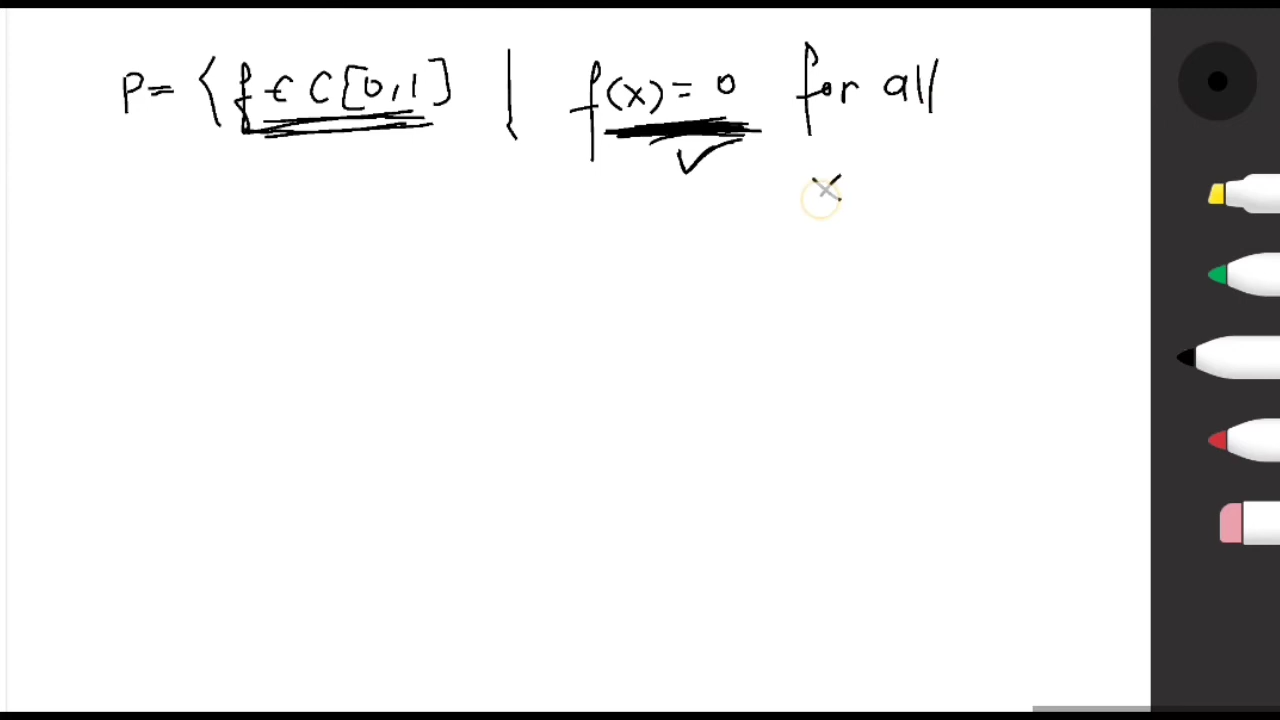 P= { f ∈ C[0,1] | f(x)= 0 for all
x